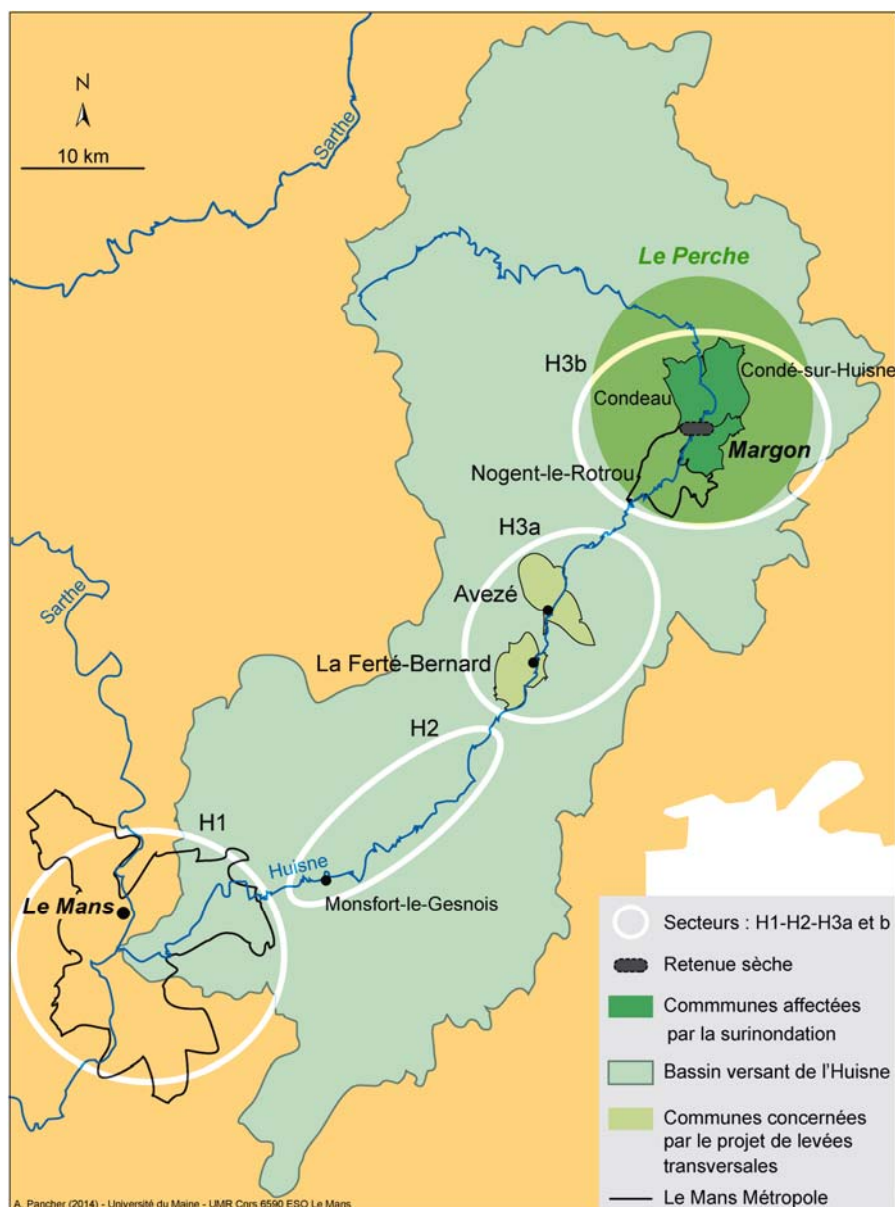 N
10 km
Sarthe
Le Perche
H3b
Condé-sur-Huisne
Condeau
Margon
Nogent-le-Rotrou
H3a
Avezé
Sarthe
La Ferté-Bernard
H2
H1
Huisne
Le Mans
Monsfort-le-Gesnois
Secteurs : H1-H2-H3a et b
Retenue sèche
Commmunes affectées
par la surinondation
Bassin versant de l'Huisne
Communes concernées
par le projet de levées
transversales
Le Mans Métropole
A. Pancher (2014) - Université du Maine - UMR Cnrs 6590 ESO Le Mans